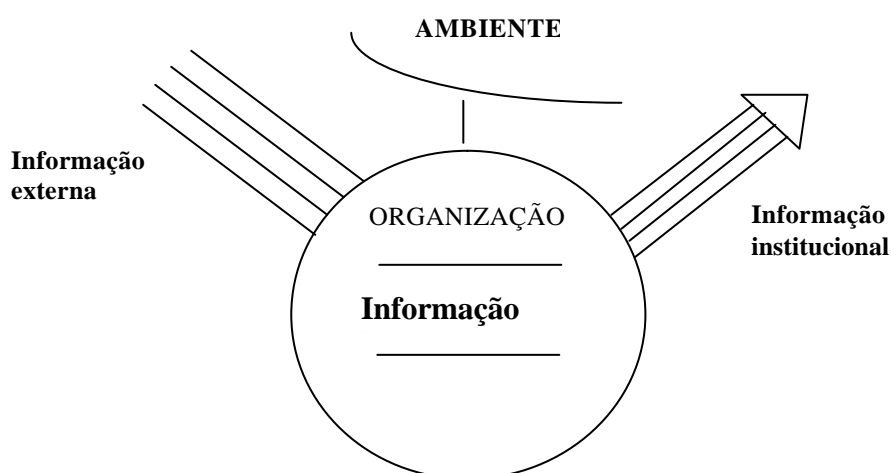 AMBIENTE
Informação
externa
ORGANIZAÇÃO
Informação
institucional
Informação